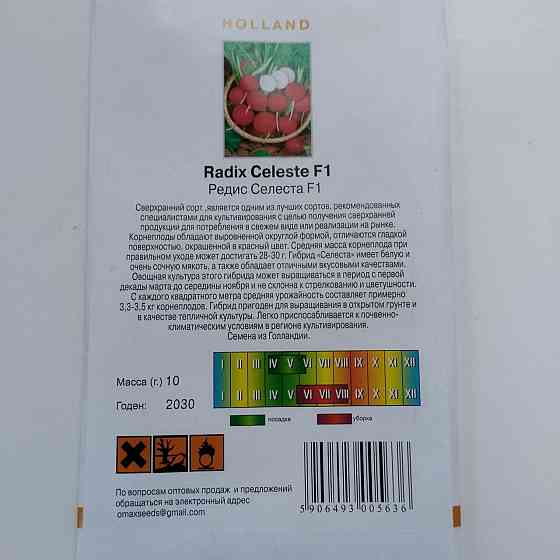 HOLLAND
Radix Celeste F1
Редис Селеста F1
Сверхранний сорт ,является одним из лучших сортов, рекомендованных
специалистами для культивирования с целью получения сверхранней
продукции для потребления в свежем виде или реализации на рынке.
Корнеплоды обладают выровненной округлой формой, отличаются гладкой
поверхностью, окрашенной в красный цвет. Средняя масса корнеплода при
правильном уходе может достигать 28-30 г. Гибрид «Селеста» имеет белую и
очень сочную мякоть, а также обладает отличными вкусовыми качествами.
Овощная культура этого гибрида может выращиваться в период с первой
декады марта до середины ноября и не склонна к стрелкованию и цветушности.
С каждого квадратного метра средняя урожайность составляет примерно
3,3-3,5 кг корнеплодов. Гибрид пригоден для выращивания в открытом грунте и
в качестве тепличной культуры. Легко приспосабливается к почвенно-
климатическим условиям в регионе культивирования.
Семена из Голландии.
I II III IV V VI VII VIII IX X XI XII
Масса (г.) 10
I II III IV V VI VII VIII IX X XI XII
Годен: 2030
посадка уборка
По вопросам оптовых продаж и предложений
обращаться на электронный адрес
omaxseeds@gmail.com
5 906493 005636